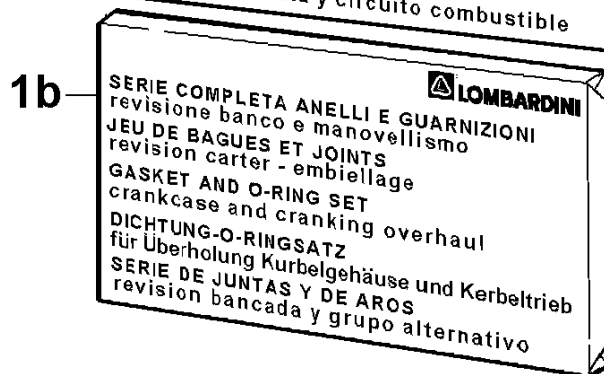 y circuito combustible
1b
LOMBARDINI
SERIE COMPLETA ANELLI E GUARNIZIONI
revisione banco e manovellismo
JEU DE BAGUES ET JOINTS
revision carter - embiellage
GASKET AND O-RING SET
crankcase and cranking overhaul
DICHTUNG-O-RINGSATZ
für Überholung Kurbelgehäuse und Kerbeltrieb
SERIE DE JUNTAS Y DE AROS
revision bancada y grupo alternativo